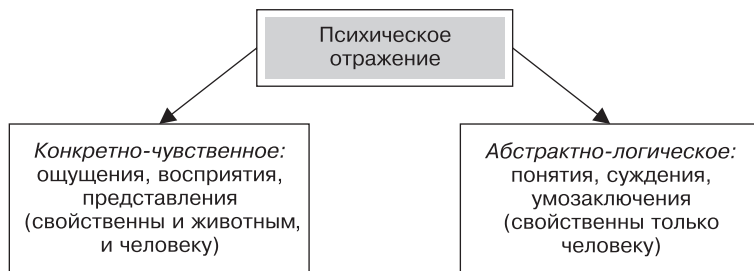 Психическое
отражение
Конкретно-чувственное:
ощущения, восприятия,
представления
(свойственны и животным,
и человеку)
Абстрактно-логическое:
понятия, суждения,
умозаключения
(свойственны только
человеку)